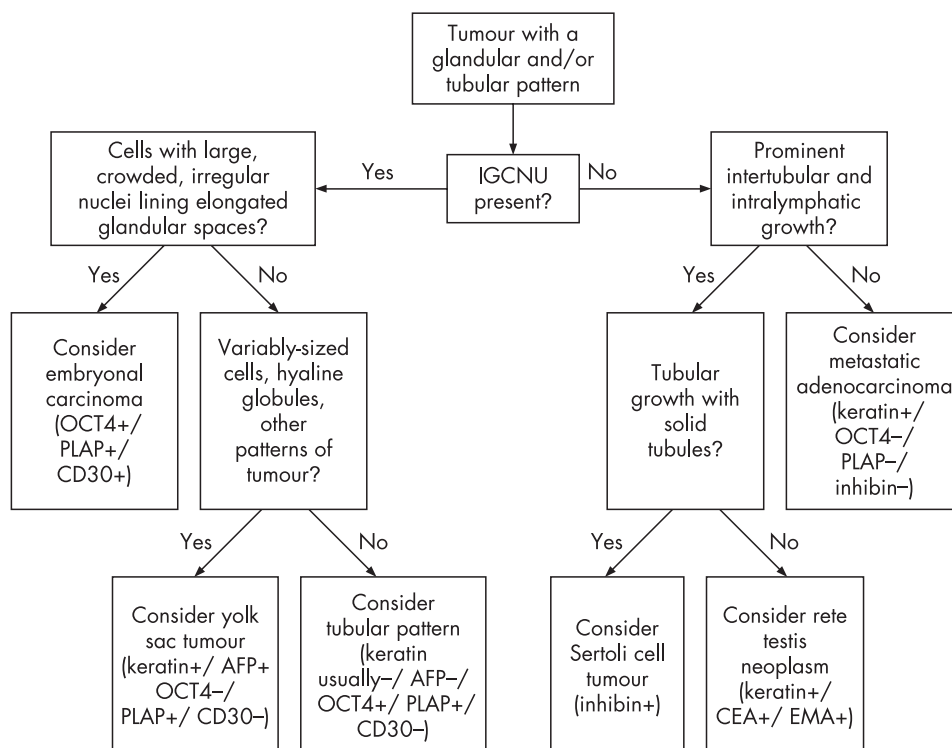 Tumour with a
glandular and/or
tubular pattern
Cells with large,
crowded, irregular
nuclei lining elongated
glandular spaces?
Yes
IGCNU
present?
No
Prominent
intertubular and
intralymphatic
growth?
Yes
No
Yes
No
Consider
embryonal
carcinoma
(OCT4+/
PLAP+/
CD30+)
Variably-sized
cells, hyaline
globules,
other
patterns of
tumour?
Tubular
growth with
solid
tubules?
Consider
metastatic
adenocarcinoma
(keratin+/
OCT4–/
PLAP–/
inhibin–)
Yes
No
Yes
No
Consider yolk
sac tumour
(keratin+/ AFP+
OCT4–/
PLAP+/ CD30–)
Consider
tubular pattern
(keratin
usually–/ AFP–/
OCT4+/ PLAP+/
CD30–)
Consider
Sertoli cell
tumour
(inhibin+)
Consider rete
testis
neoplasm
(keratin+/
CEA+/ EMA+)